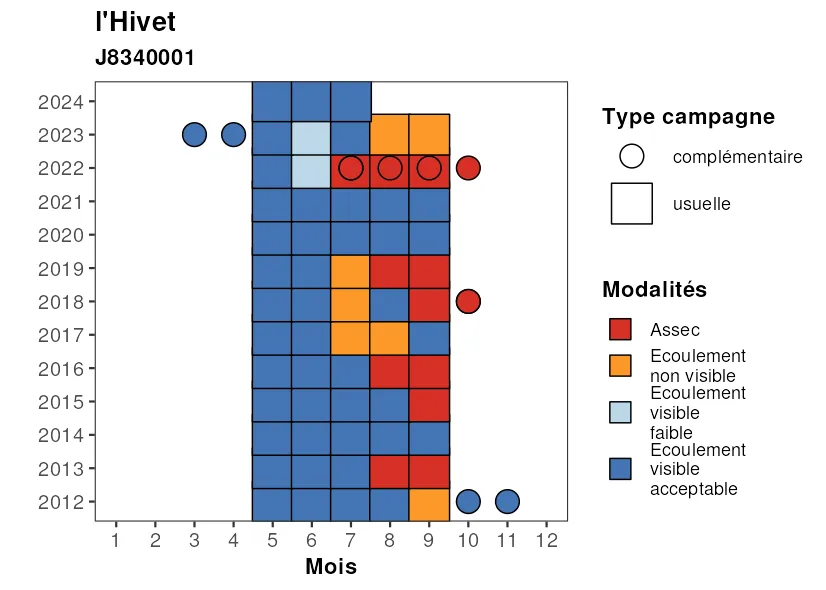 l'Hivet
J8340001
2024
2023
2022
2021
2020
2019
2018
2017
2016
2015
2014
2013
2012
1 2 3 4 5 6 7 8 9 10 11 12
Mois
Type campagne
complémentaire
usuelle
Modalités
Assec
Ecoulement
non visible
Ecoulement
visible
faible
Ecoulement
visible
acceptable